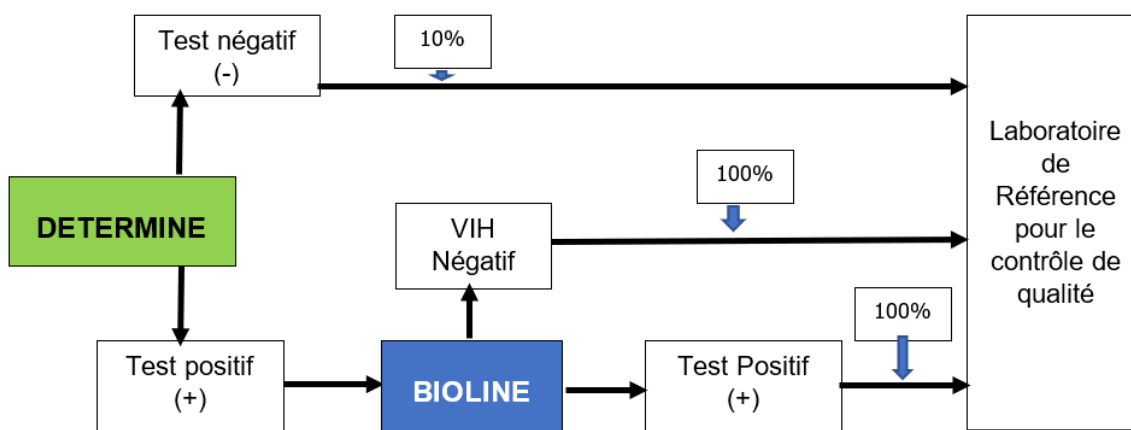 Test négatif
(-)
10%
DETERMINE
100%
VIH
Négatif
Laboratoire
de
Référence
pour le
contrôle de
qualité
100%
Test positif
(+)
BIOLINE
Test Positif
(+)